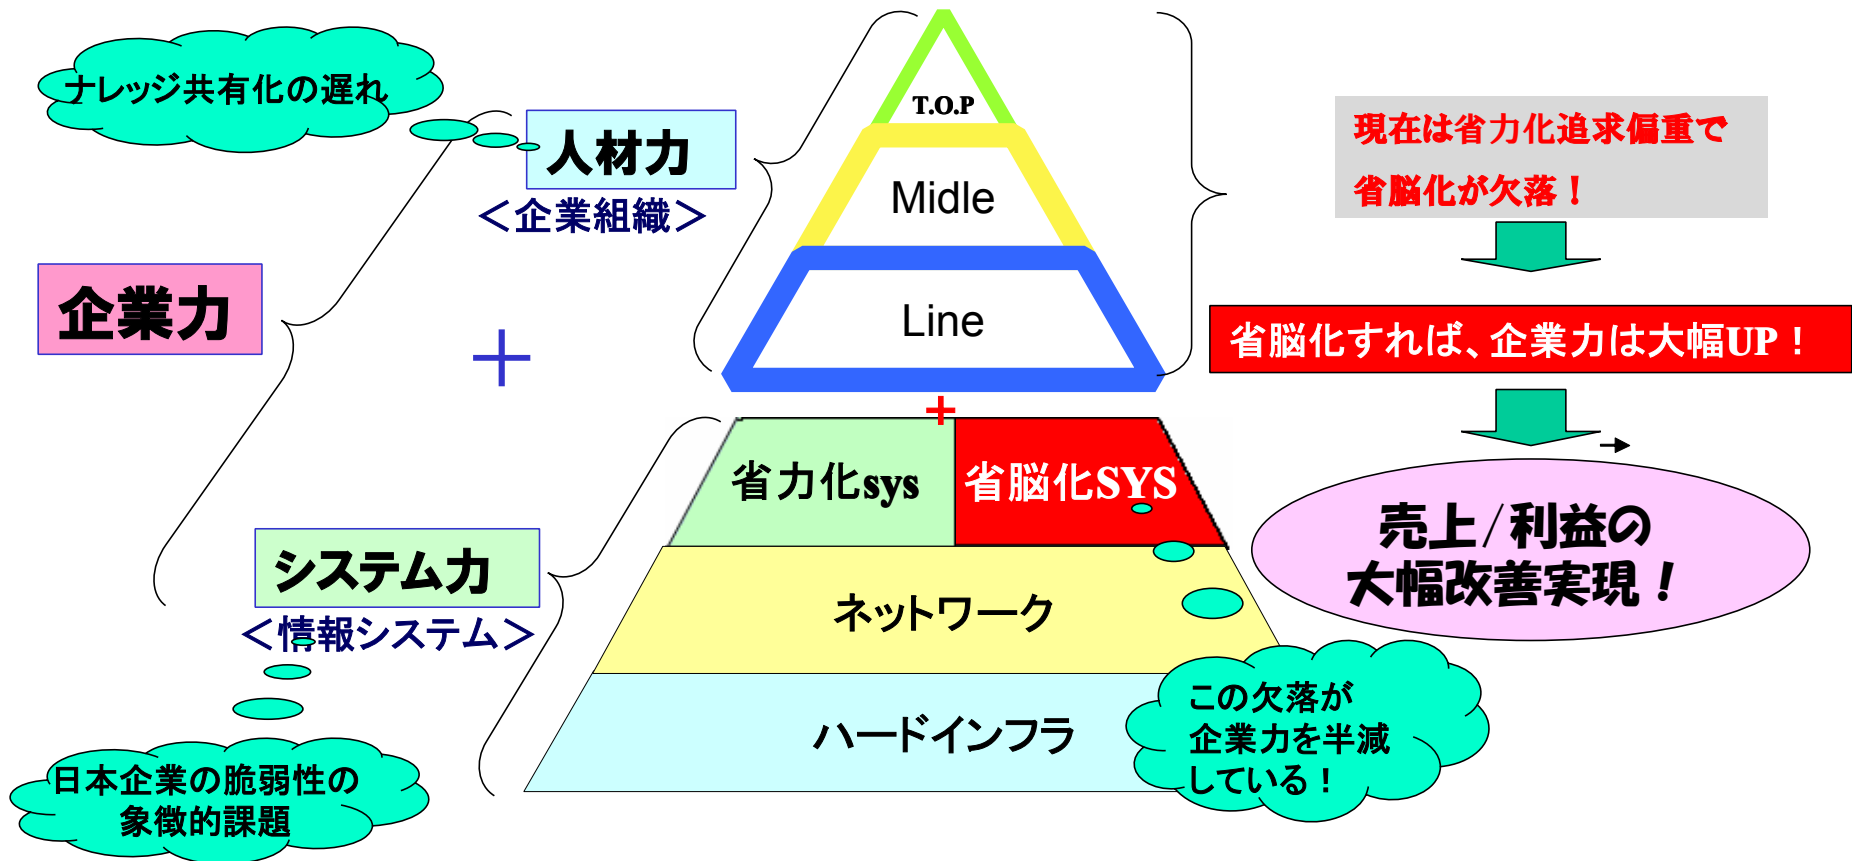 ナレッジ共有化の遅れ
人材力
＜企業組織＞
企業力
＋
システム力
＜情報システム＞
日本企業の脆弱性の
象徴的課題
T.O.P
Midle
Line
+
省力化sys
省脳化SYS
ネットワーク
ハードインフラ
この欠落が
企業力を半減
している！
現在は省力化追求偏重で
省脳化が欠落！
省脳化すれば、企業力は大幅UP！
売上/利益の
大幅改善実現！